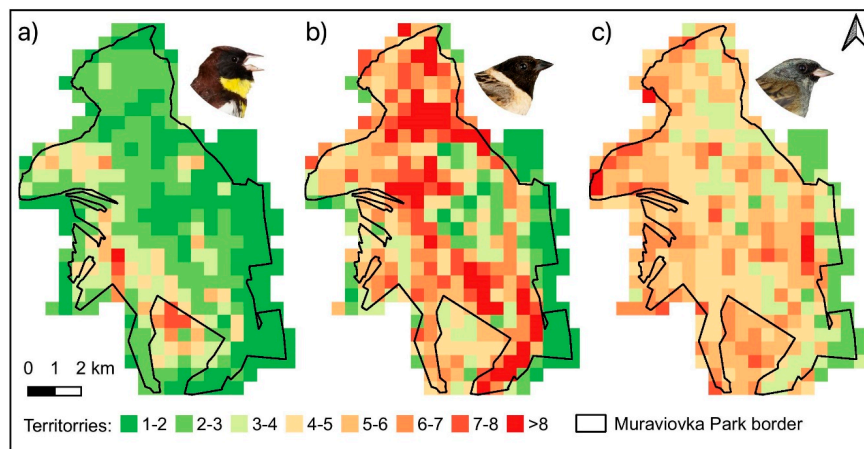 a)
b)
c)
0 1 2 km
Territorries: 1-2 2-3 3-4 4-5 5-6 6-7 7-8 >8 Muraviovka Park border